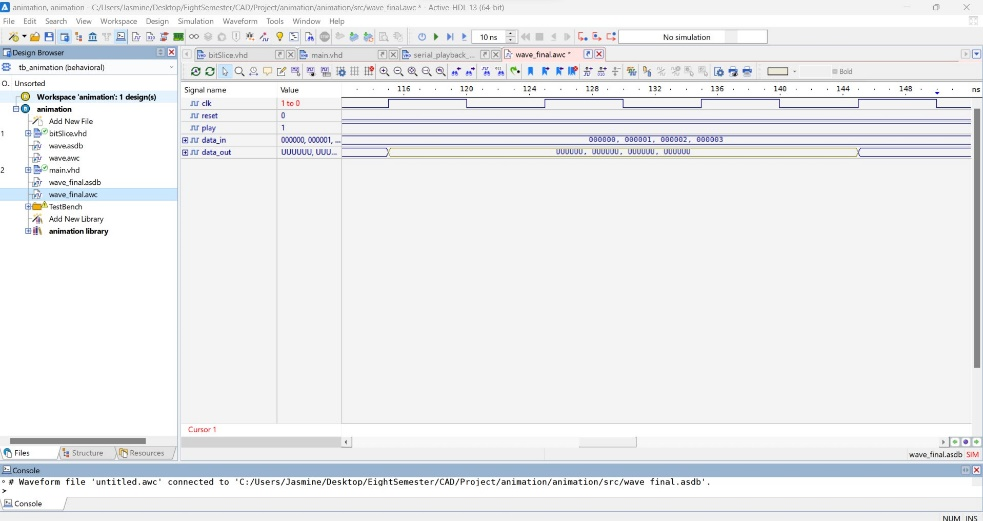 animation, animation - C:/Users/Jasmine/Desktop/EightSemester/CAD/Project/animation/animation/src/wave_final.awc * - Active-HDL 13 (64-bit)
File Edit Search View Workspace Design Simulation Waveform Tools Window Help
10 ns No simulation
Design Browser
bitSlice.vhd main.vhd serial_playback_... wave_final.awc *
tb_animation (behavioral)
Bold
O. Unsorted
Signal name Value 116 120 124 128 132 136 140 144 148 ns
Workspace 'animation': 1 design(s)
clk 1 to 0
animation
reset 0
Add New File
play 1
1 bitSlice.vhd
data_in 000000, 000001, ... 000000, 000001, 000002, 000003
wave.asdb
data_out UUUUUU, UUU... UUUUUU, UUUUUU, UUUUUU, UUUUUU
wave.awc
2 main.vhd
wave_final.asdb
wave_final.awc
TestBench
Add New Library
animation library
Cursor 1
Files Structure Resources
wave_final.asdb SIM
Console
# Waveform file 'untitled.awc' connected to 'C:/Users/Jasmine/Desktop/EightSemester/CAD/Project/animation/animation/src/wave_final.asdb'.
>
Console
NUM INS